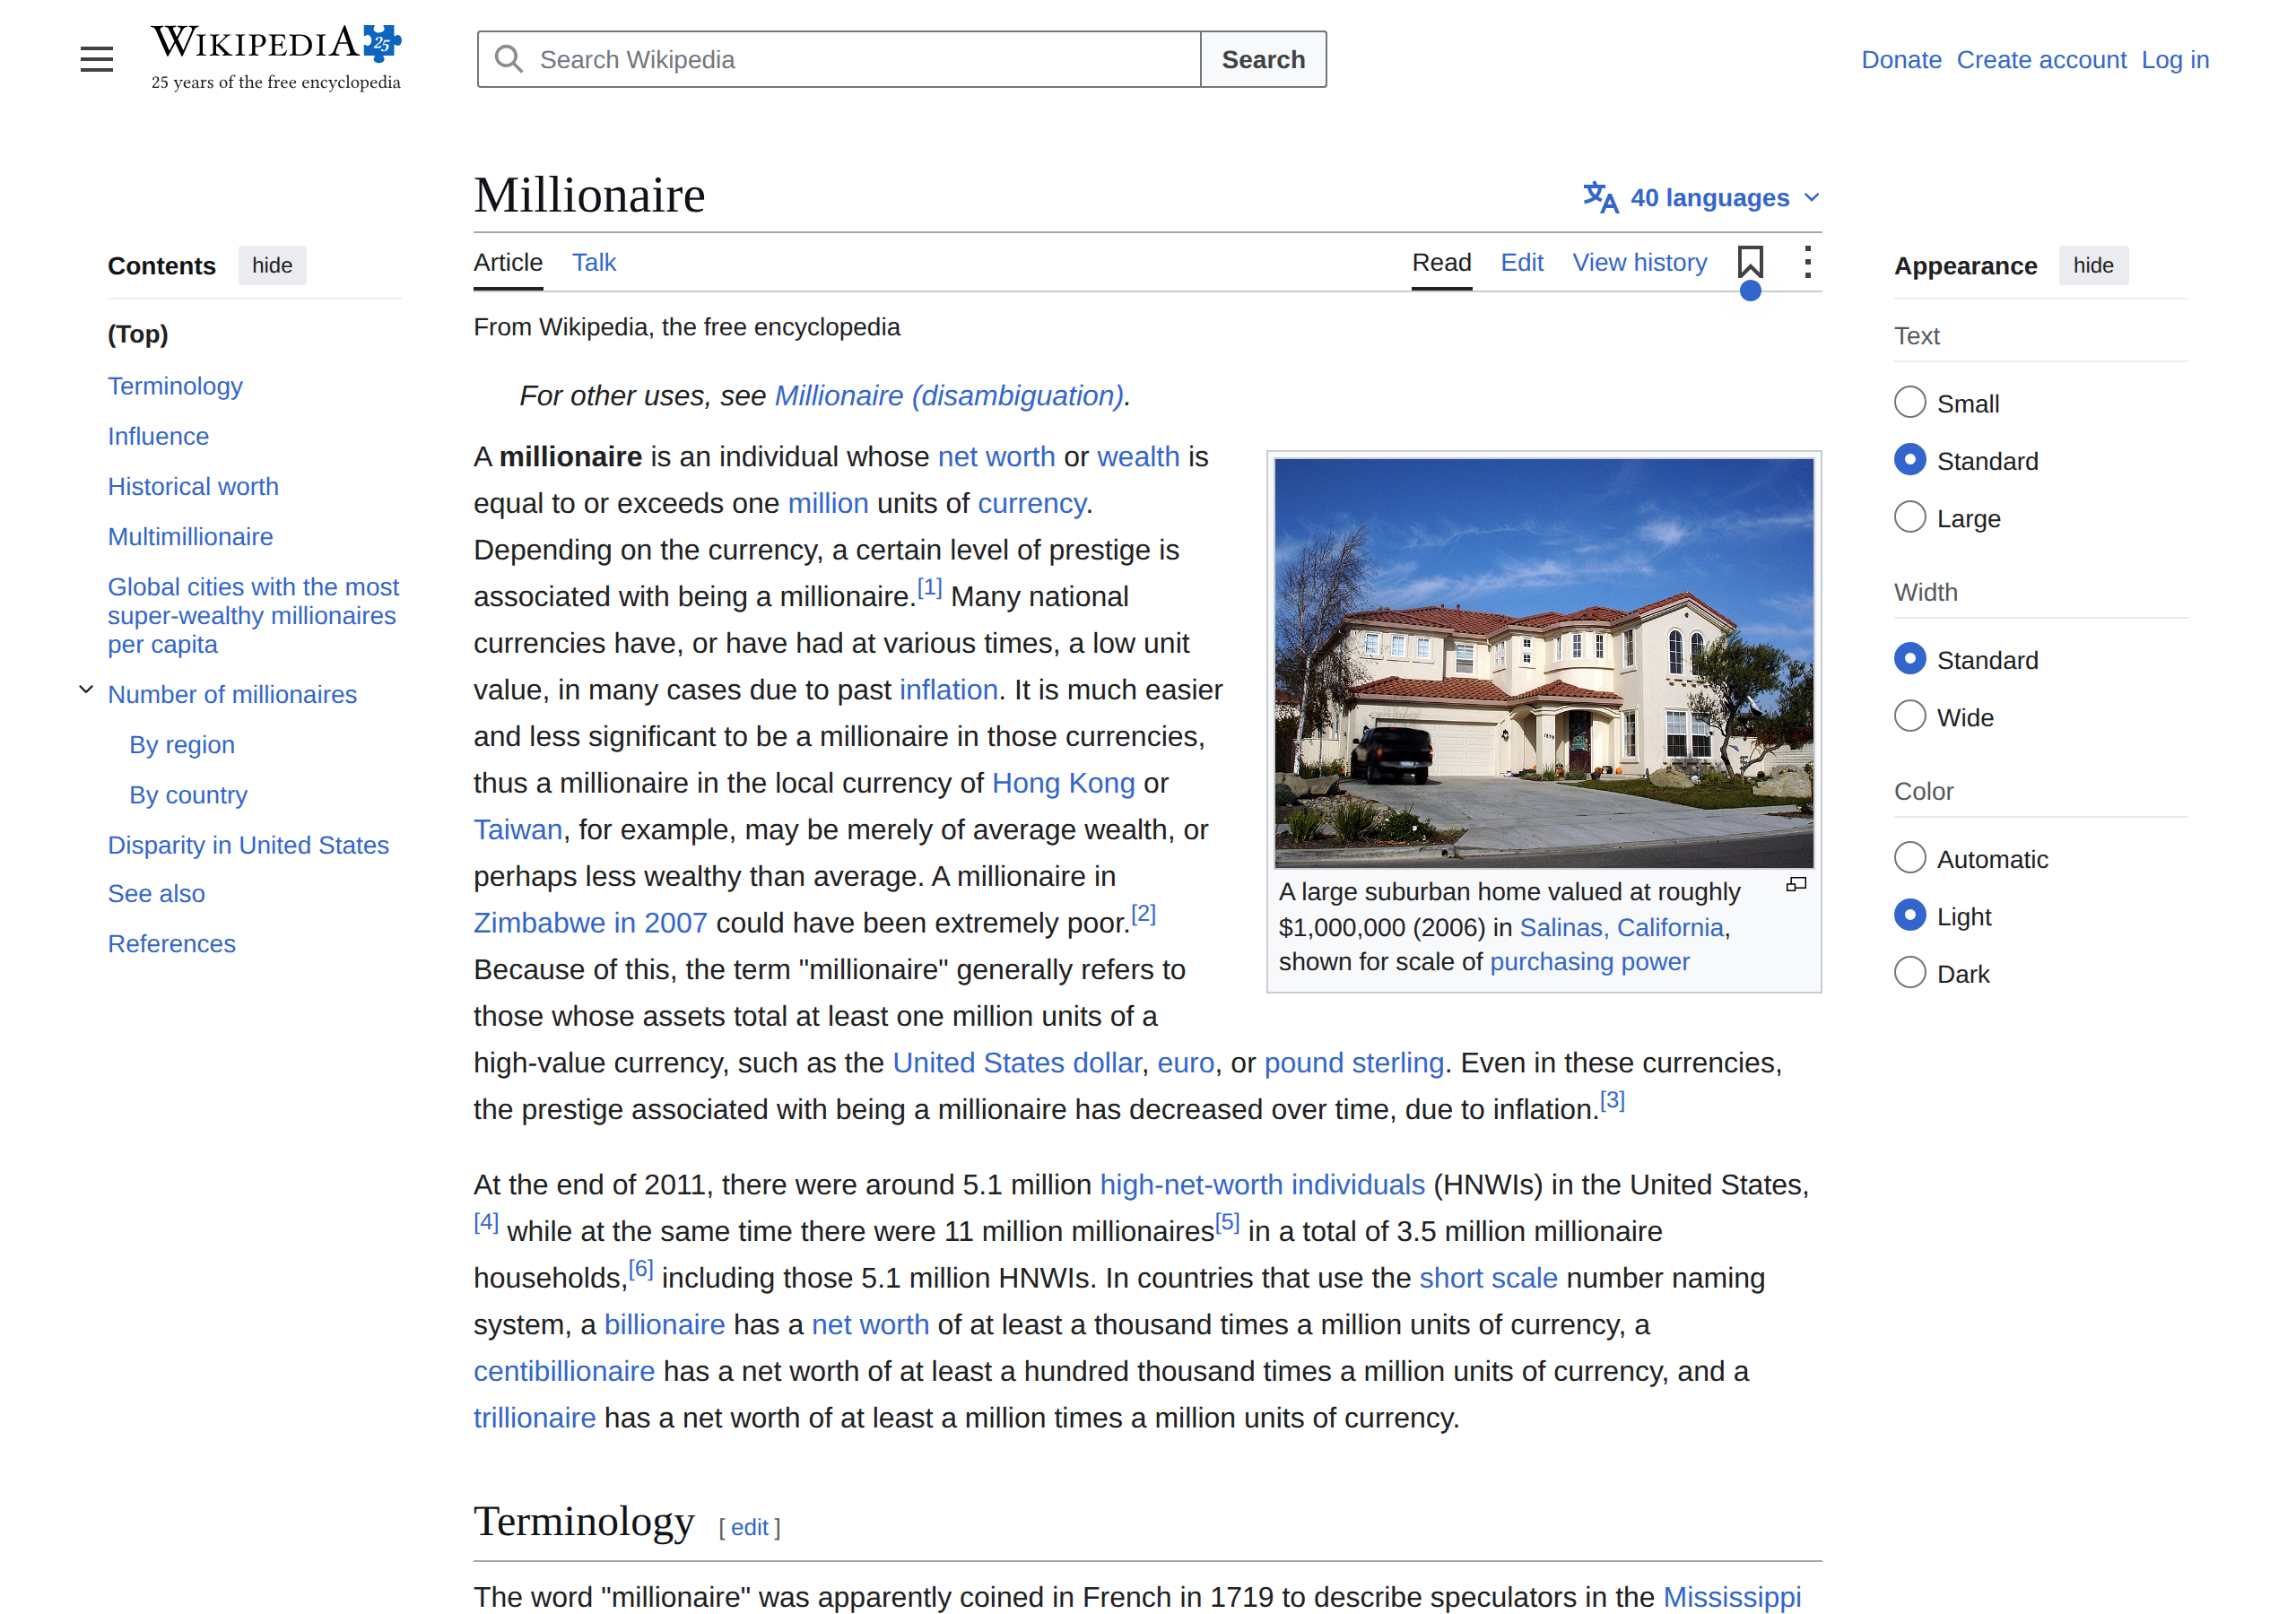 WIKIPEDIA 25
25 years of the free encyclopedia
Search Wikipedia
Search
Donate Create account Log in
Millionaire
40 languages
Contents hide
(Top)
Terminology
Influence
Historical worth
Multimillionaire
Global cities with the most
super-wealthy millionaires
per capita
Number of millionaires
By region
By country
Disparity in United States
See also
References
Article Talk
Read Edit View history
From Wikipedia, the free encyclopedia
For other uses, see Millionaire (disambiguation).
A millionaire is an individual whose net worth or wealth is
equal to or exceeds one million units of currency.
Depending on the currency, a certain level of prestige is
associated with being a millionaire.[1] Many national
currencies have, or have had at various times, a low unit
value, in many cases due to past inflation. It is much easier
and less significant to be a millionaire in those currencies,
thus a millionaire in the local currency of Hong Kong or
Taiwan, for example, may be merely of average wealth, or
perhaps less wealthy than average. A millionaire in
Zimbabwe in 2007 could have been extremely poor.[2]
Because of this, the term "millionaire" generally refers to
those whose assets total at least one million units of a
high-value currency, such as the United States dollar, euro, or pound sterling. Even in these currencies,
the prestige associated with being a millionaire has decreased over time, due to inflation.[3]
A large suburban home valued at roughly
$1,000,000 (2006) in Salinas, California,
shown for scale of purchasing power
At the end of 2011, there were around 5.1 million high-net-worth individuals (HNWIs) in the United States,
[4] while at the same time there were 11 million millionaires[5] in a total of 3.5 million millionaire
households,[6] including those 5.1 million HNWIs. In countries that use the short scale number naming
system, a billionaire has a net worth of at least a thousand times a million units of currency, a
centibillionaire has a net worth of at least a hundred thousand times a million units of currency, and a
trillionaire has a net worth of at least a million times a million units of currency.
Terminology [ edit ]
The word "millionaire" was apparently coined in French in 1719 to describe speculators in the Mississippi
Appearance hide
Text
Small
Standard
Large
Width
Standard
Wide
Color
Automatic
Light
Dark